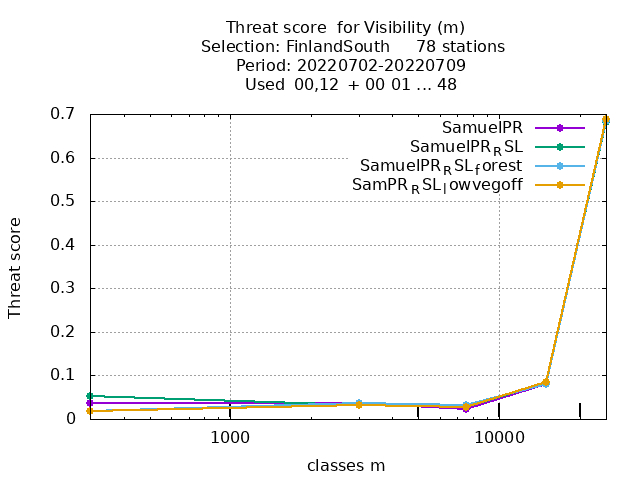 Threat score for Visibility (m)
Selection: FinlandSouth 78 stations
Period: 20220702-20220709
Used 00,12 + 00 01 ... 48
SamuelPR
SamuelPR_RSL
SamuelPR_RSL_forest
SamPR_RSL_lowvegoff
Threat score
0.7
0.6
0.5
0.4
0.3
0.2
0.1
0
1000 10000
classes m